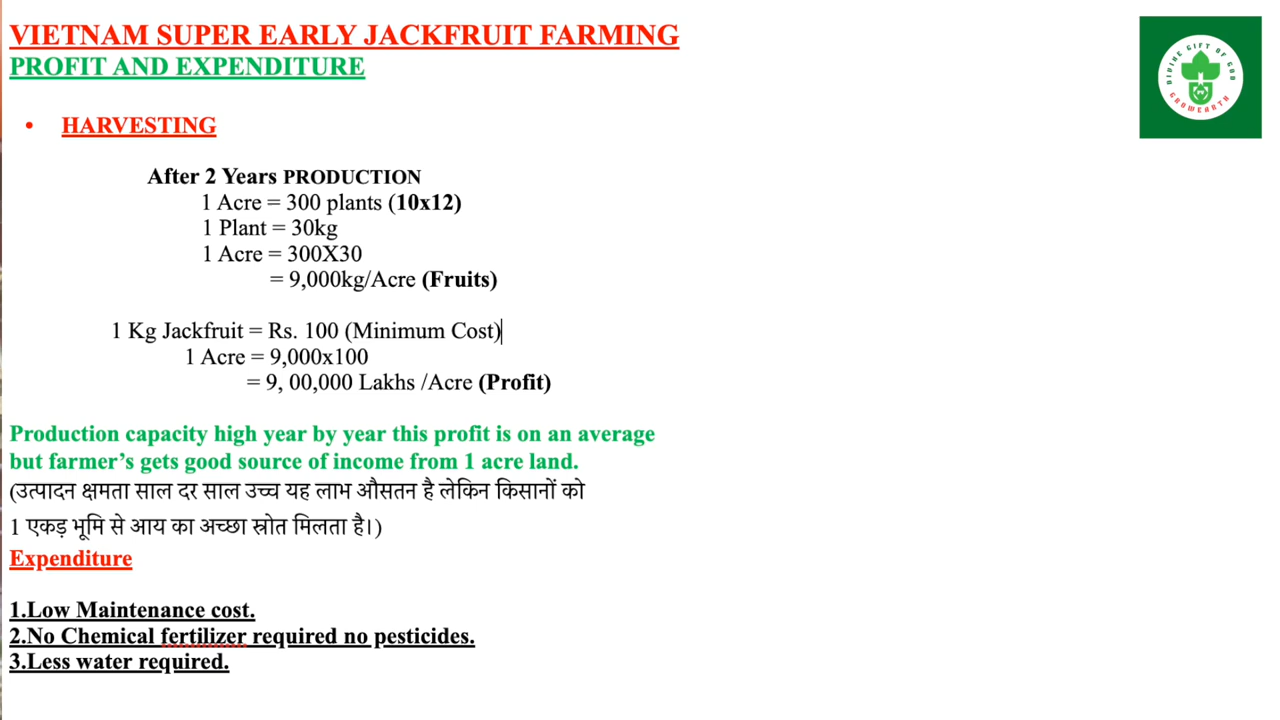 VIETNAM SUPER EARLY JACKFRUIT FARMING
PROFIT AND EXPENDITURE
• HARVESTING
After 2 Years PRODUCTION
1 Acre = 300 plants (10x12)
1 Plant = 30kg
1 Acre = 300X30
= 9,000kg/Acre (Fruits)
1 Kg Jackfruit = Rs. 100 (Minimum Cost)
1 Acre = 9,000x100
= 9, 00,000 Lakhs /Acre (Profit)
Production capacity high year by year this profit is on an average
but farmer’s gets good source of income from 1 acre land.
(उत्पादन क्षमता साल दर साल उच्च यह लाभ औसतन है लेकिन किसानों को
1 एकड़ भूमि से आय का अच्छा स्रोत मिलता है।)
Expenditure
1.Low Maintenance cost.
2.No Chemical fertilizer required no pesticides.
3.Less water required.
DIVINE GIFT OF GOD
GROWEARTH